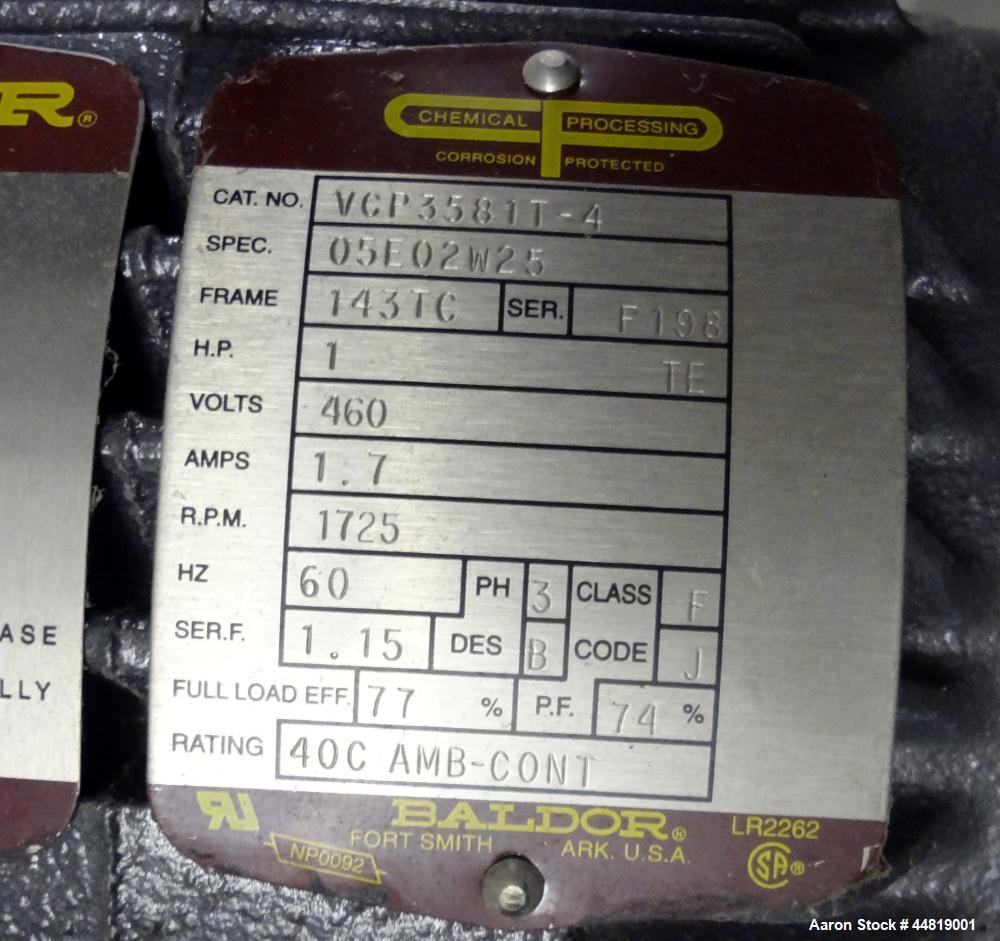 R®
ASE
LLY
CHEMICAL PROCESSING
CORROSION PROTECTED
CAT. NO. VCP3581T-4
SPEC. 05E02W25
FRAME 143TC SER. F198
H.P. 1 TE
VOLTS 460
AMPS 1.7
R.P.M. 1725
HZ 60 PH 3 CLASS F
SER.F. 1.15 DES B CODE J
FULL LOAD EFF. 77 % P.F. 74 %
RATING 40C AMB-CONT
BALDOR® LR2262
FORT SMITH ARK. U.S.A.
NP0092 SA®
Aaron Stock # 44819001